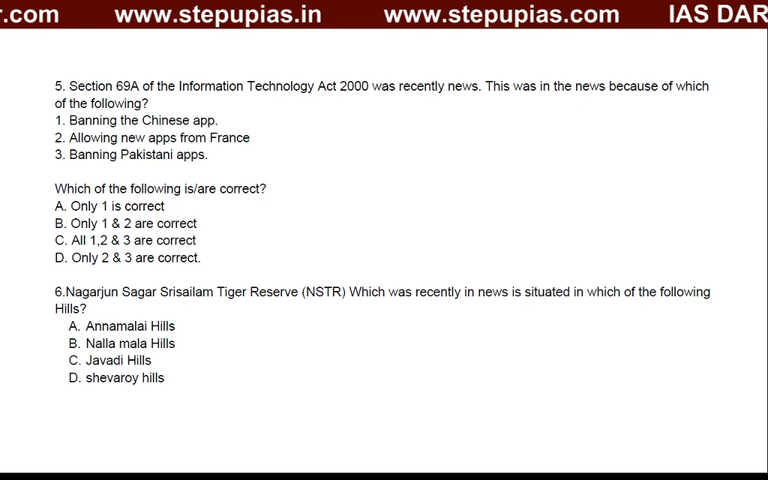 r.com www.stepupias.in www.stepupias.com IAS DAR
5. Section 69A of the Information Technology Act 2000 was recently news. This was in the news because of which
of the following?
1. Banning the Chinese app.
2. Allowing new apps from France
3. Banning Pakistani apps.
Which of the following is/are correct?
A. Only 1 is correct
B. Only 1 & 2 are correct
C. All 1,2 & 3 are correct
D. Only 2 & 3 are correct.
6.Nagarjun Sagar Srisailam Tiger Reserve (NSTR) Which was recently in news is situated in which of the following
Hills?
A. Annamalai Hills
B. Nalla mala Hills
C. Javadi Hills
D. shevaroy hills